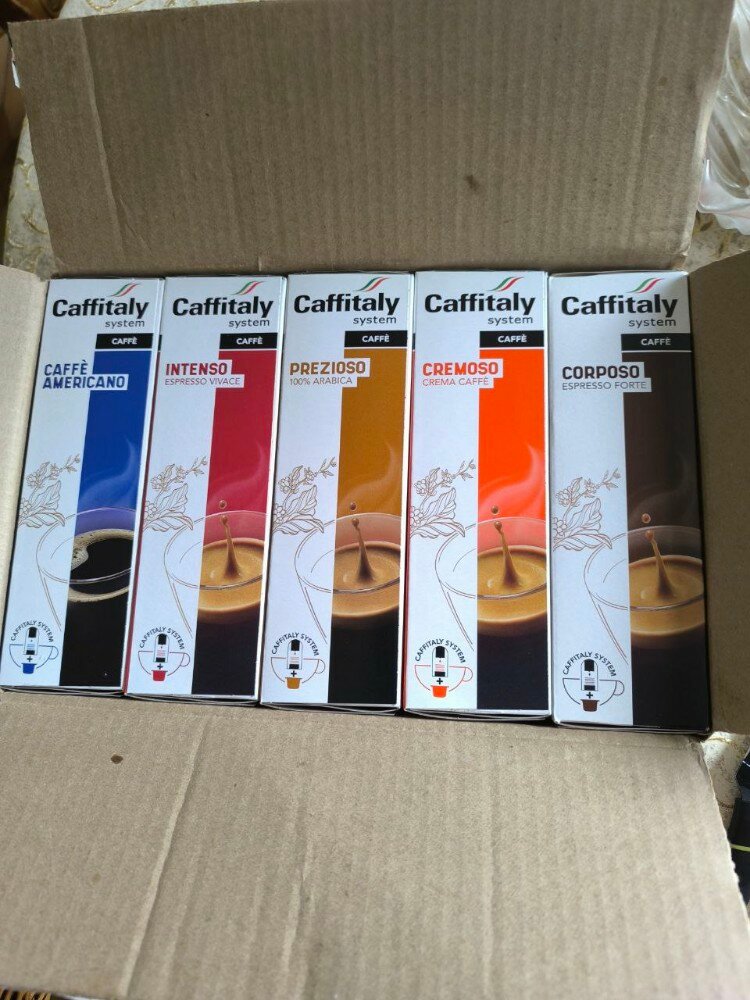 Caffitaly
system
CAFFÈ
CAFFÈ
AMERICANO
CAFFITALY SYSTEM
Caffitaly
system
CAFFÈ
INTENSO
ESPRESSO VIVACE
CAFFITALY SYSTEM
Caffitaly
system
CAFFÈ
PREZIOSO
100% ARABICA
CAFFITALY SYSTEM
Caffitaly
system
CAFFÈ
CREMOSO
CREMA CAFFÈ
CAFFITALY SYSTEM
Caffitaly
system
CAFFÈ
CORPOSO
ESPRESSO FORTE
CAFFITALY SYSTEM